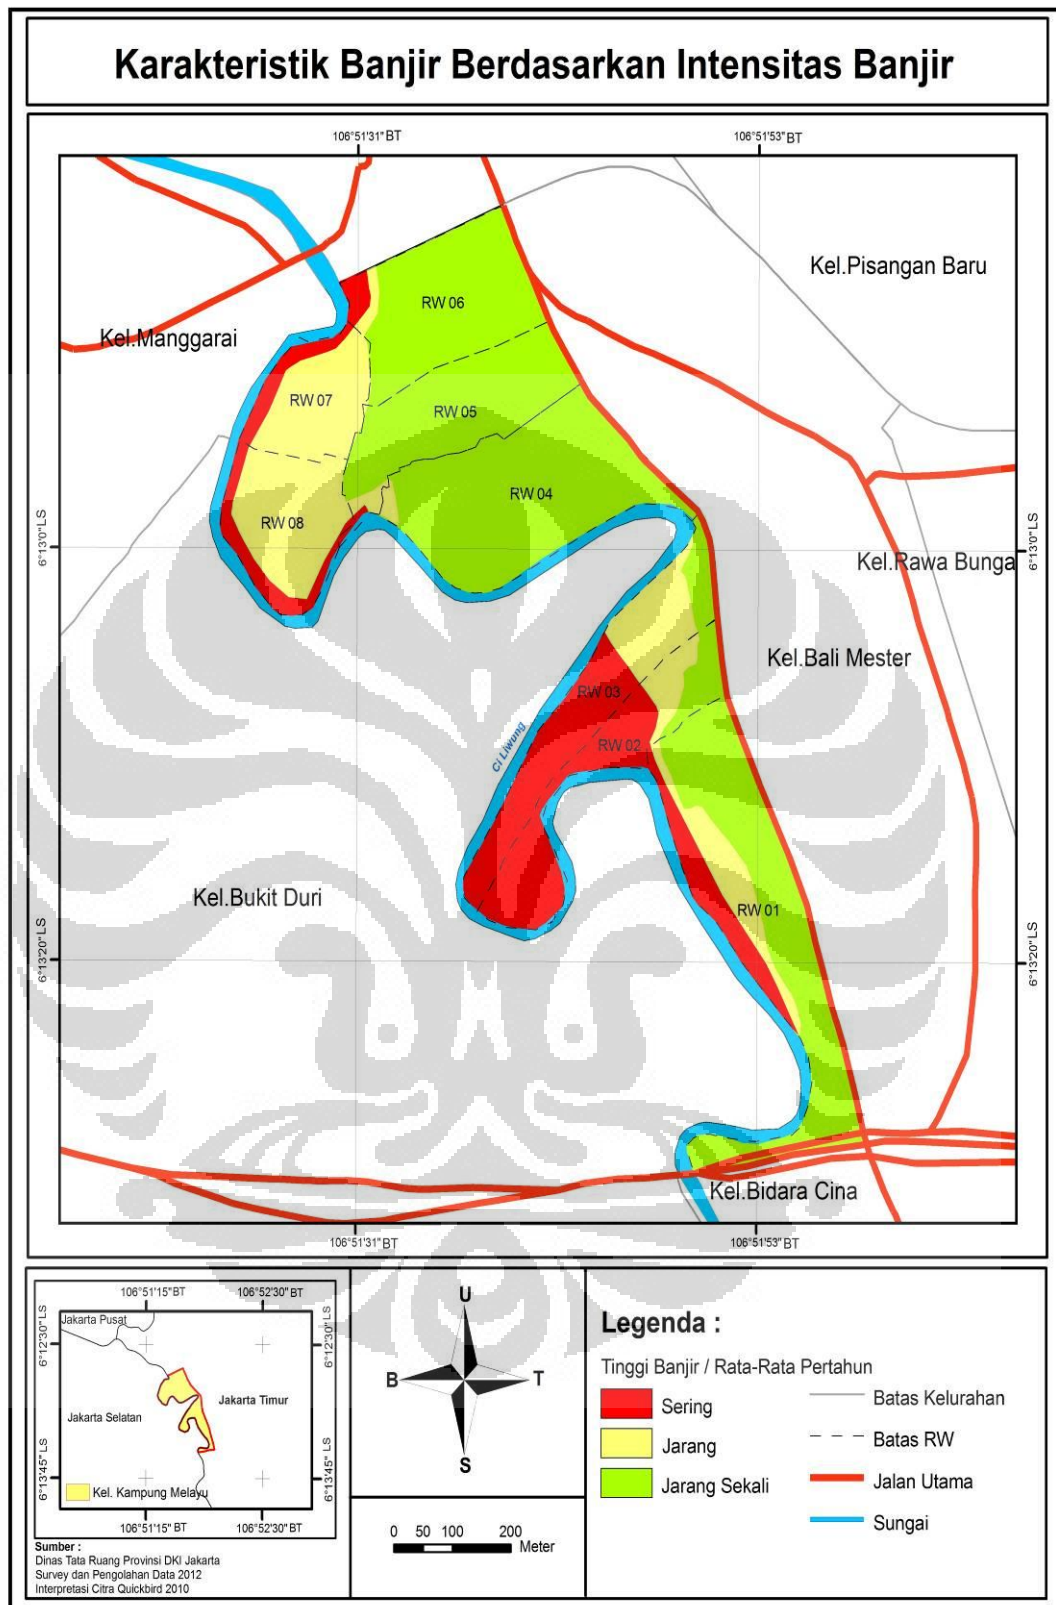 Karakteristik Banjir Berdasarkan Intensitas Banjir
106°51'31" BT
106°51'53" BT
Kel.Pisangan Baru
RW 06
Kel.Manggarai
RW 07
RW 05
RW 04
RW 08
6°13'0" LS
6°13'0" LS
Kel.Rawa Bunga
Kel.Bali Mester
RW 03
RW 02
Ci Liwung
Kel.Bukit Duri
RW 01
6°13'20" LS
6°13'20" LS
Kel.Bidara Cina
106°51'31" BT
106°51'53" BT
106°51'15" BT
106°52'30" BT
Jakarta Pusat
6°12'30" LS
6°12'30" LS
Jakarta Timur
Jakarta Selatan
6°13'45" LS
6°13'45" LS
Kel. Kampung Melayu
106°51'15" BT
106°52'30" BT
Sumber :
Dinas Tata Ruang Provinsi DKI Jakarta
Survey dan Pengolahan Data 2012
Interpretasi Citra Quickbird 2010
U
B
T
S
0 50 100 200
Meter
Legenda :
Tinggi Banjir / Rata-Rata Pertahun
Sering
Jarang
Jarang Sekali
Batas Kelurahan
Batas RW
Jalan Utama
Sungai